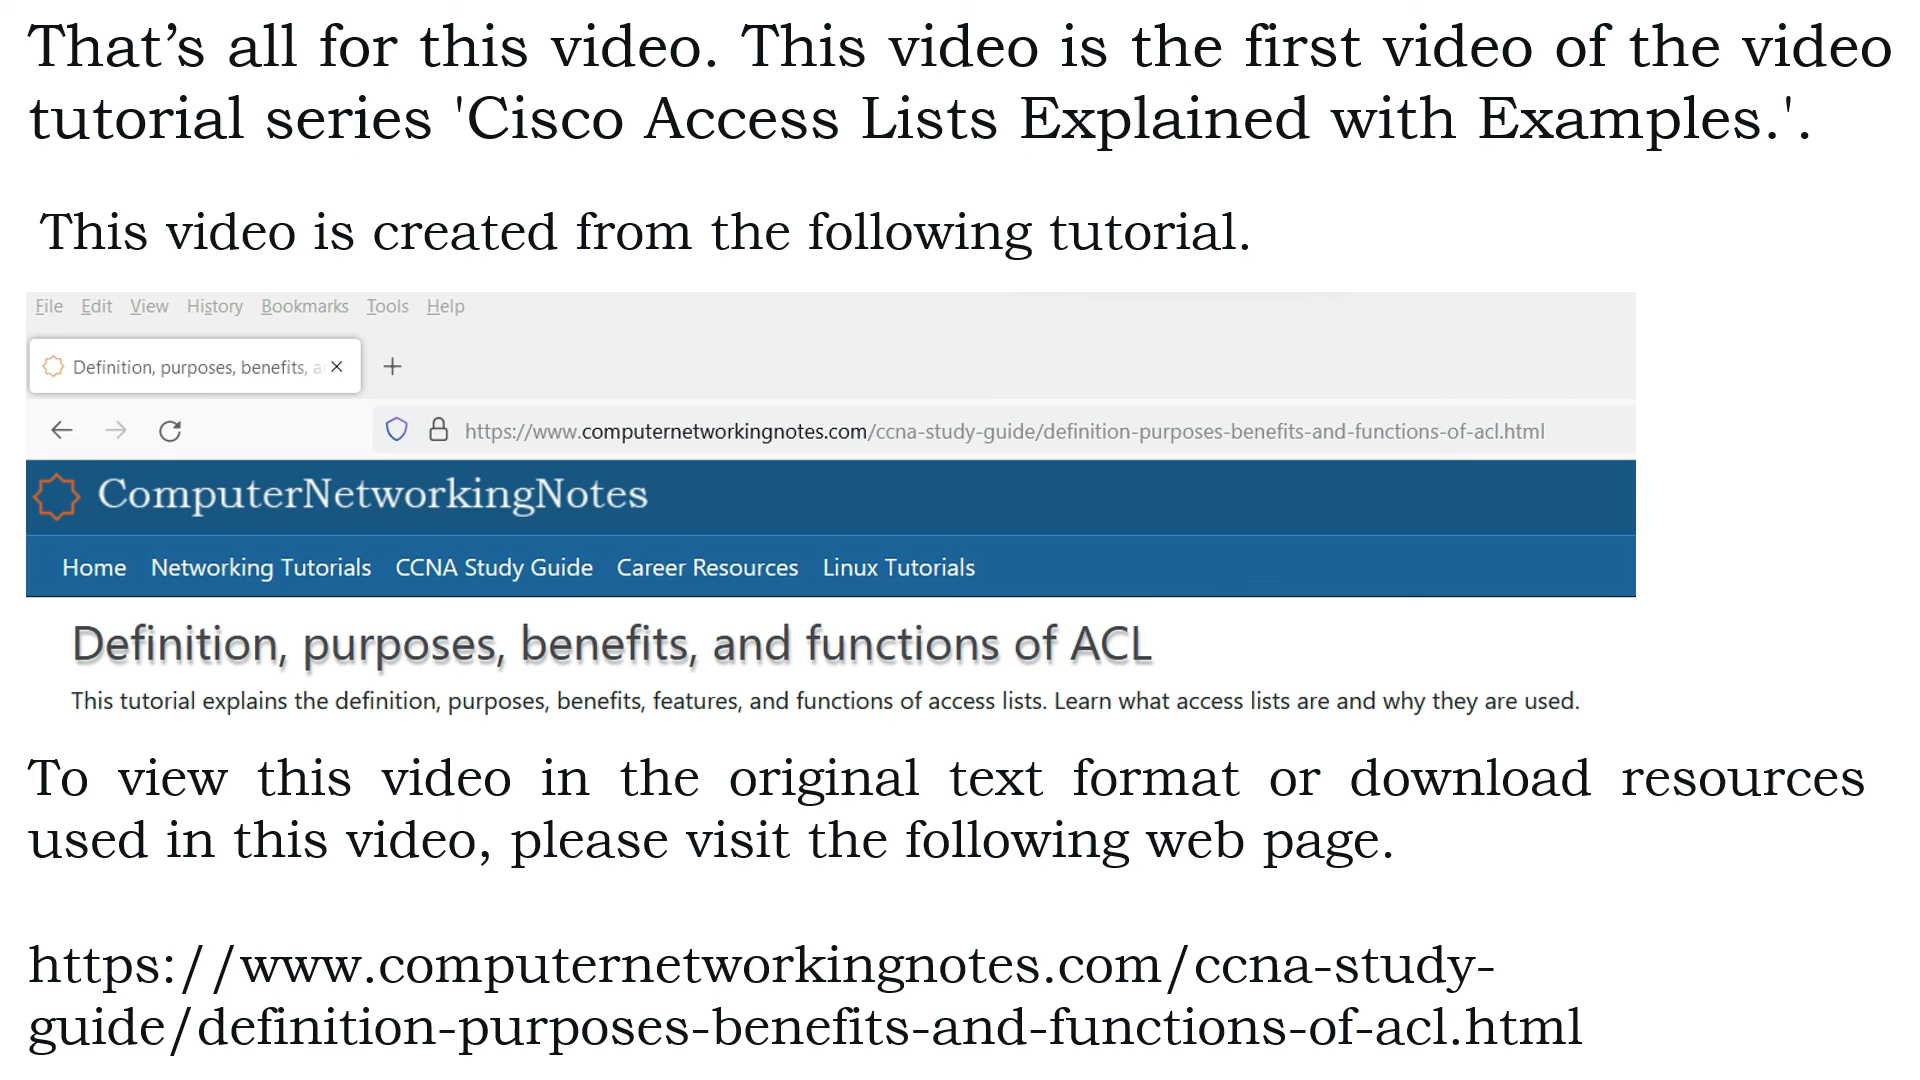 That’s all for this video. This video is the first video of the video
tutorial series 'Cisco Access Lists Explained with Examples.'.
This video is created from the following tutorial.
File Edit View History Bookmarks Tools Help
Definition, purposes, benefits, a
https://www.computernetworkingnotes.com/ccna-study-guide/definition-purposes-benefits-and-functions-of-acl.html
ComputerNetworkingNotes
Home Networking Tutorials CCNA Study Guide Career Resources Linux Tutorials
Definition, purposes, benefits, and functions of ACL
This tutorial explains the definition, purposes, benefits, features, and functions of access lists. Learn what access lists are and why they are used.
To view this video in the original text format or download resources
used in this video, please visit the following web page.
https://www.computernetworkingnotes.com/ccna-study-
guide/definition-purposes-benefits-and-functions-of-acl.html